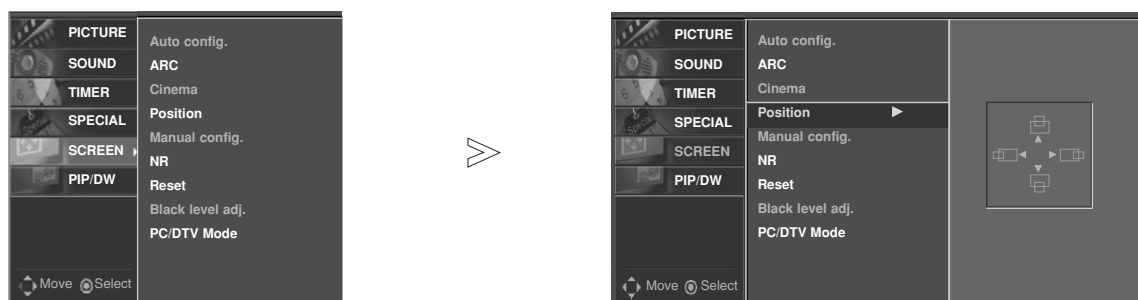 PICTURE
SOUND
TIMER
SPECIAL
SCREEN
PIP/DW
Move Select
Auto config.
ARC
Cinema
Position
Manual config.
NR
Reset
Black level adj.
PC/DTV Mode
PICTURE
SOUND
TIMER
SPECIAL
SCREEN
PIP/DW
Move Select
Auto config.
ARC
Cinema
Position
Manual config.
NR
Reset
Black level adj.
PC/DTV Mode